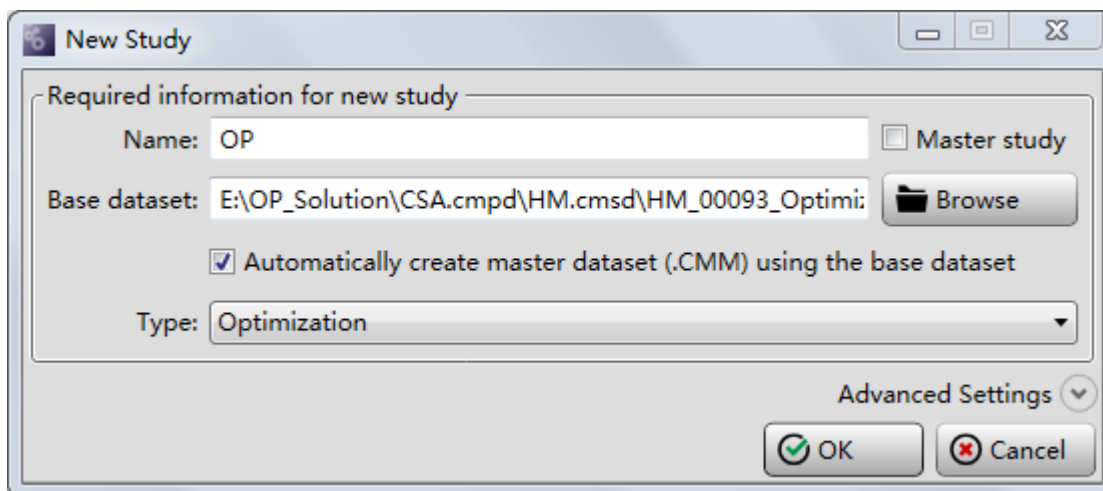 New Study
Required information for new study
Name: OP Master study
Base dataset: E:\OP_Solution\CSA.cmpd\HM.cmsd\HM_00093_Optimiz Browse
Automatically create master dataset (.CMM) using the base dataset
Type: Optimization
Advanced Settings
OK Cancel